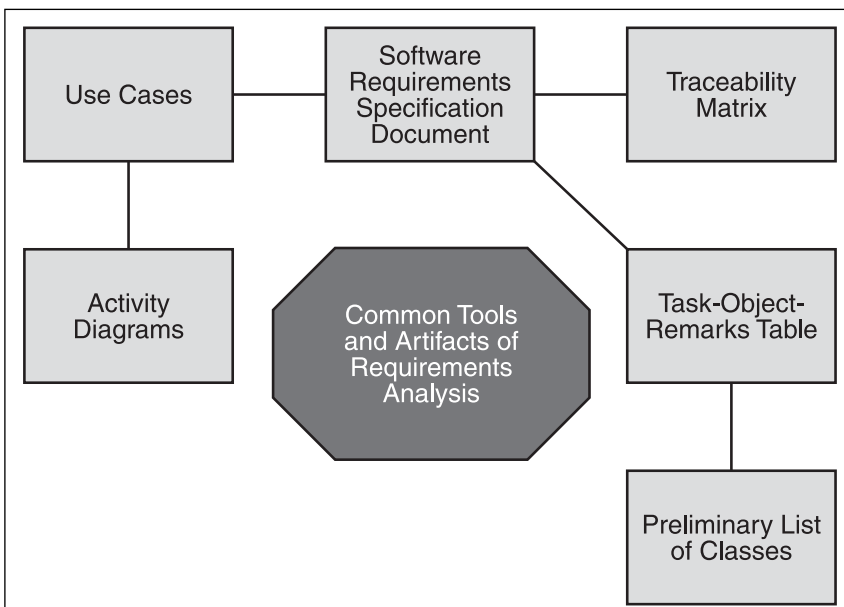 Use Cases
Software
Requirements
Specification
Document
Traceability
Matrix
Activity
Diagrams
Common Tools
and Artifacts of
Requirements
Analysis
Task-Object-
Remarks Table
Preliminary List
of Classes